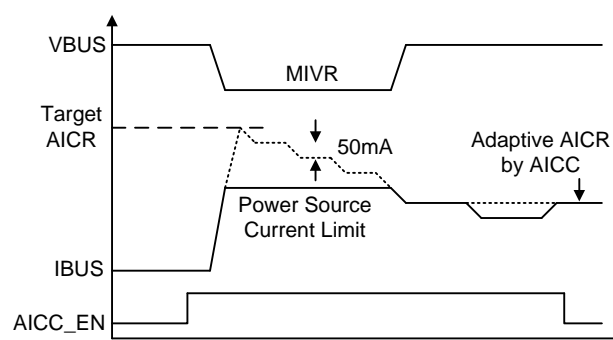 VBUS
MIVR
Target
AICR
50mA
Adaptive AICR
by AICC
Power Source
Current Limit
IBUS
AICC_EN